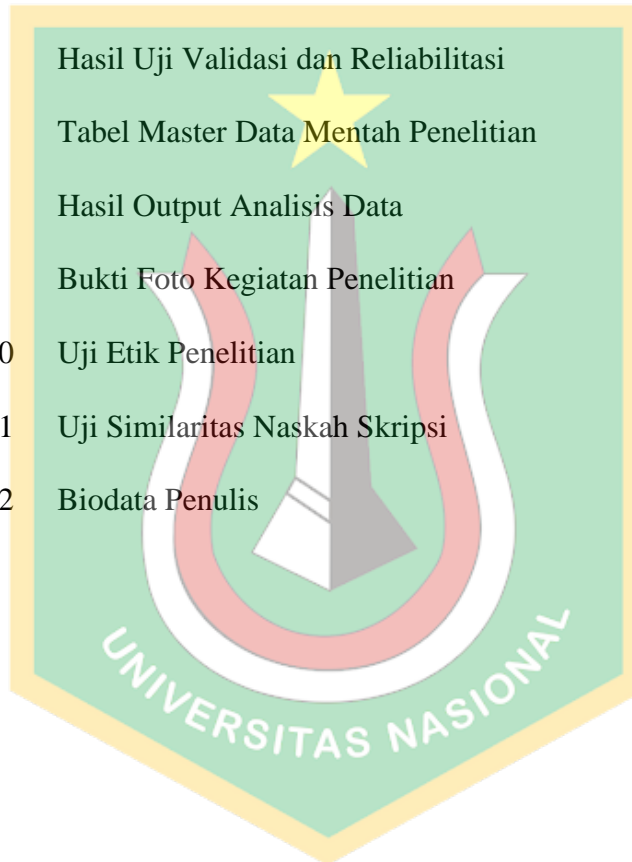 Hasil Uji Validasi dan Reliabilitasi
Tabel Master Data Mentah Penelitian
Hasil Output Analisis Data
Bukti Foto Kegiatan Penelitian
0 Uji Etik Penelitian
1 Uji Similaritas Naskah Skripsi
2 Biodata Penulis
UNIVERSITAS NASIONAL